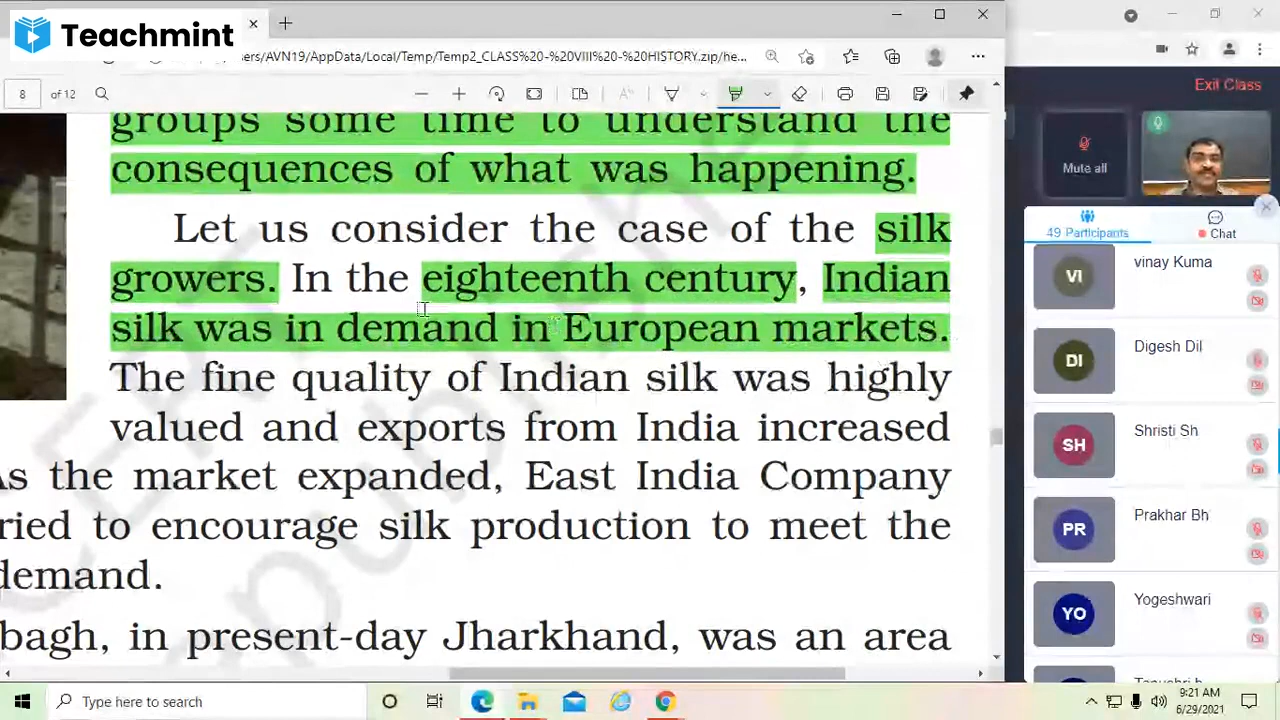 Teachmint
ers/AVN19/AppData/Local/Temp/Temp2_CLASS%20-%20VIII%20-%20HISTORY.zip/he...
8 of 12
groups some time to understand the
consequences of what was happening.
Let us consider the case of the silk
growers. In the eighteenth century, Indian
silk was in demand in European markets.
The fine quality of Indian silk was highly
valued and exports from India increased
As the market expanded, East India Company
ried to encourage silk production to meet the
demand.
bagh, in present-day Jharkhand, was an area
Exit Class
Mute all
49 Participants
Chat
VI vinay Kuma
DI Digesh Dil
SH Shristi Sh
PR Prakhar Bh
YO Yogeshwari
Type here to search
9:21 AM
6/29/2021